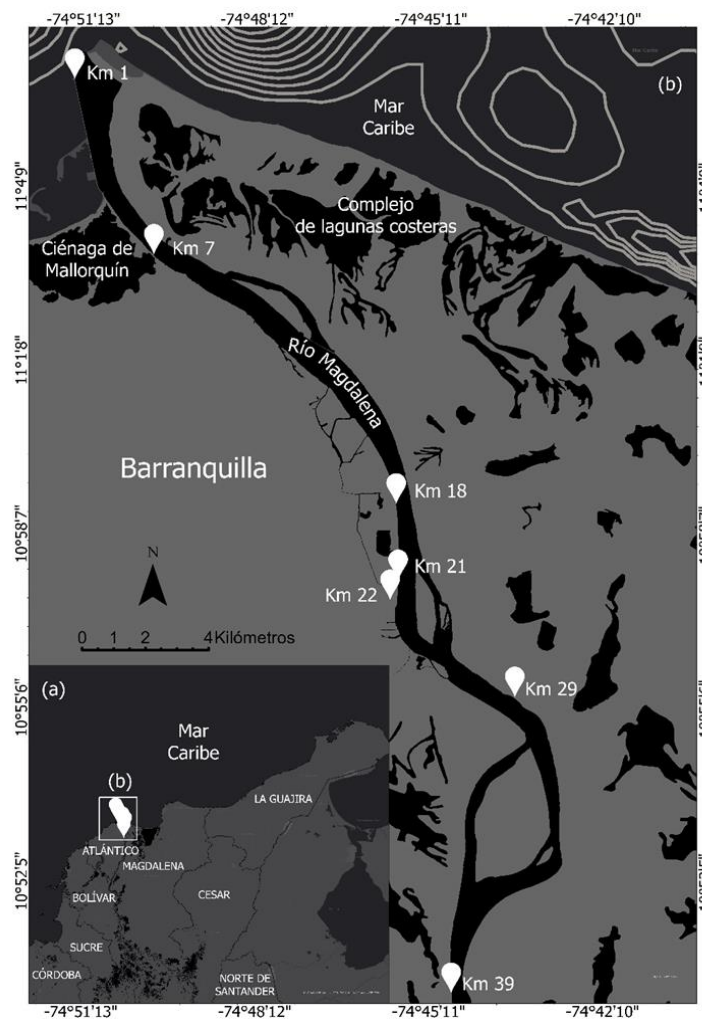 -74°51'13" -74°48'12" -74°45'11" -74°42'10"
Mar Caribe
(b)
Km 1
Mar
Caribe
11°4'9"
Complejo
de lagunas costeras
Ciénaga de
Mallorquín
Km 7
11°1'8"
Río Magdalena
Barranquilla
Km 18
10°58'7"
N
Km 21
Km 22
0 2 4 Kilómetros
(a)
Km 29
10°55'6"
Mar
Caribe
(b)
LA GUAJIRA
ATLÁNTICO
MAGDALENA
10°52'5"
CESAR
BOLÍVAR
SUCRE
CÓRDOBA
NORTE DE
SANTANDER
Km 39
-74°51'13" -74°48'12" -74°45'11" -74°42'10"